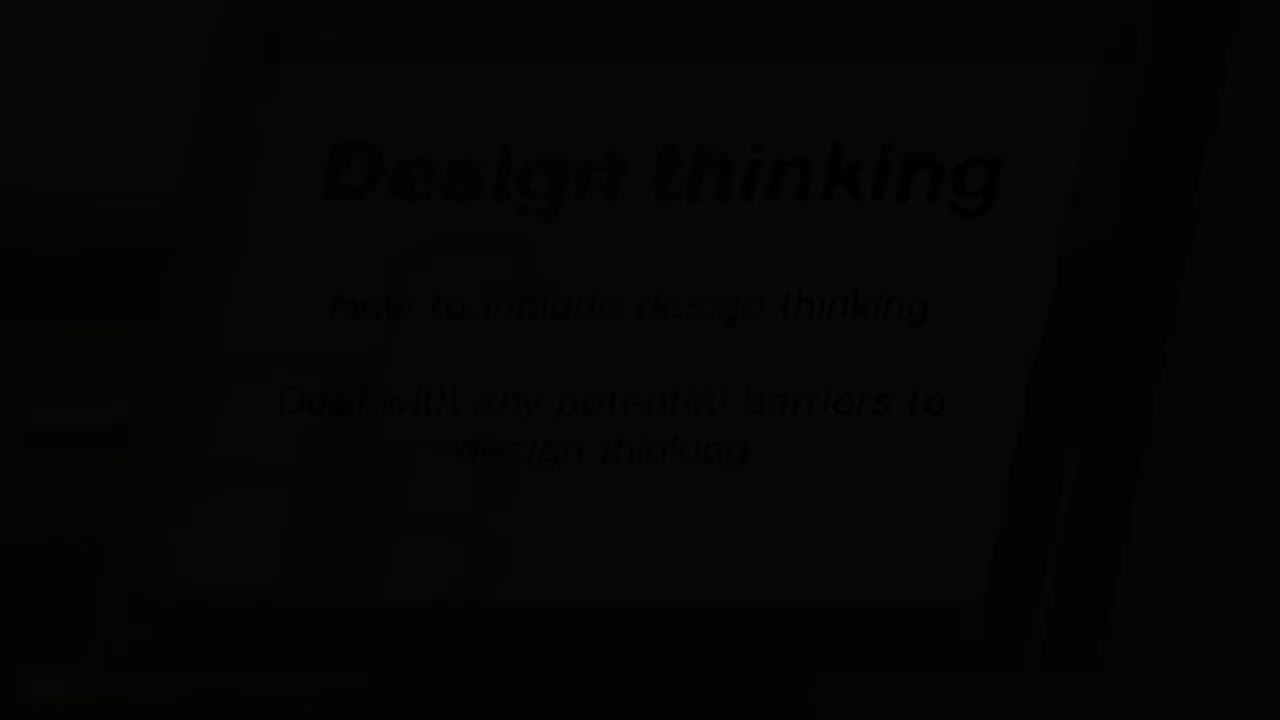 Design thinking
How to include design thinking
Deal with any potential barriers to
design thinking